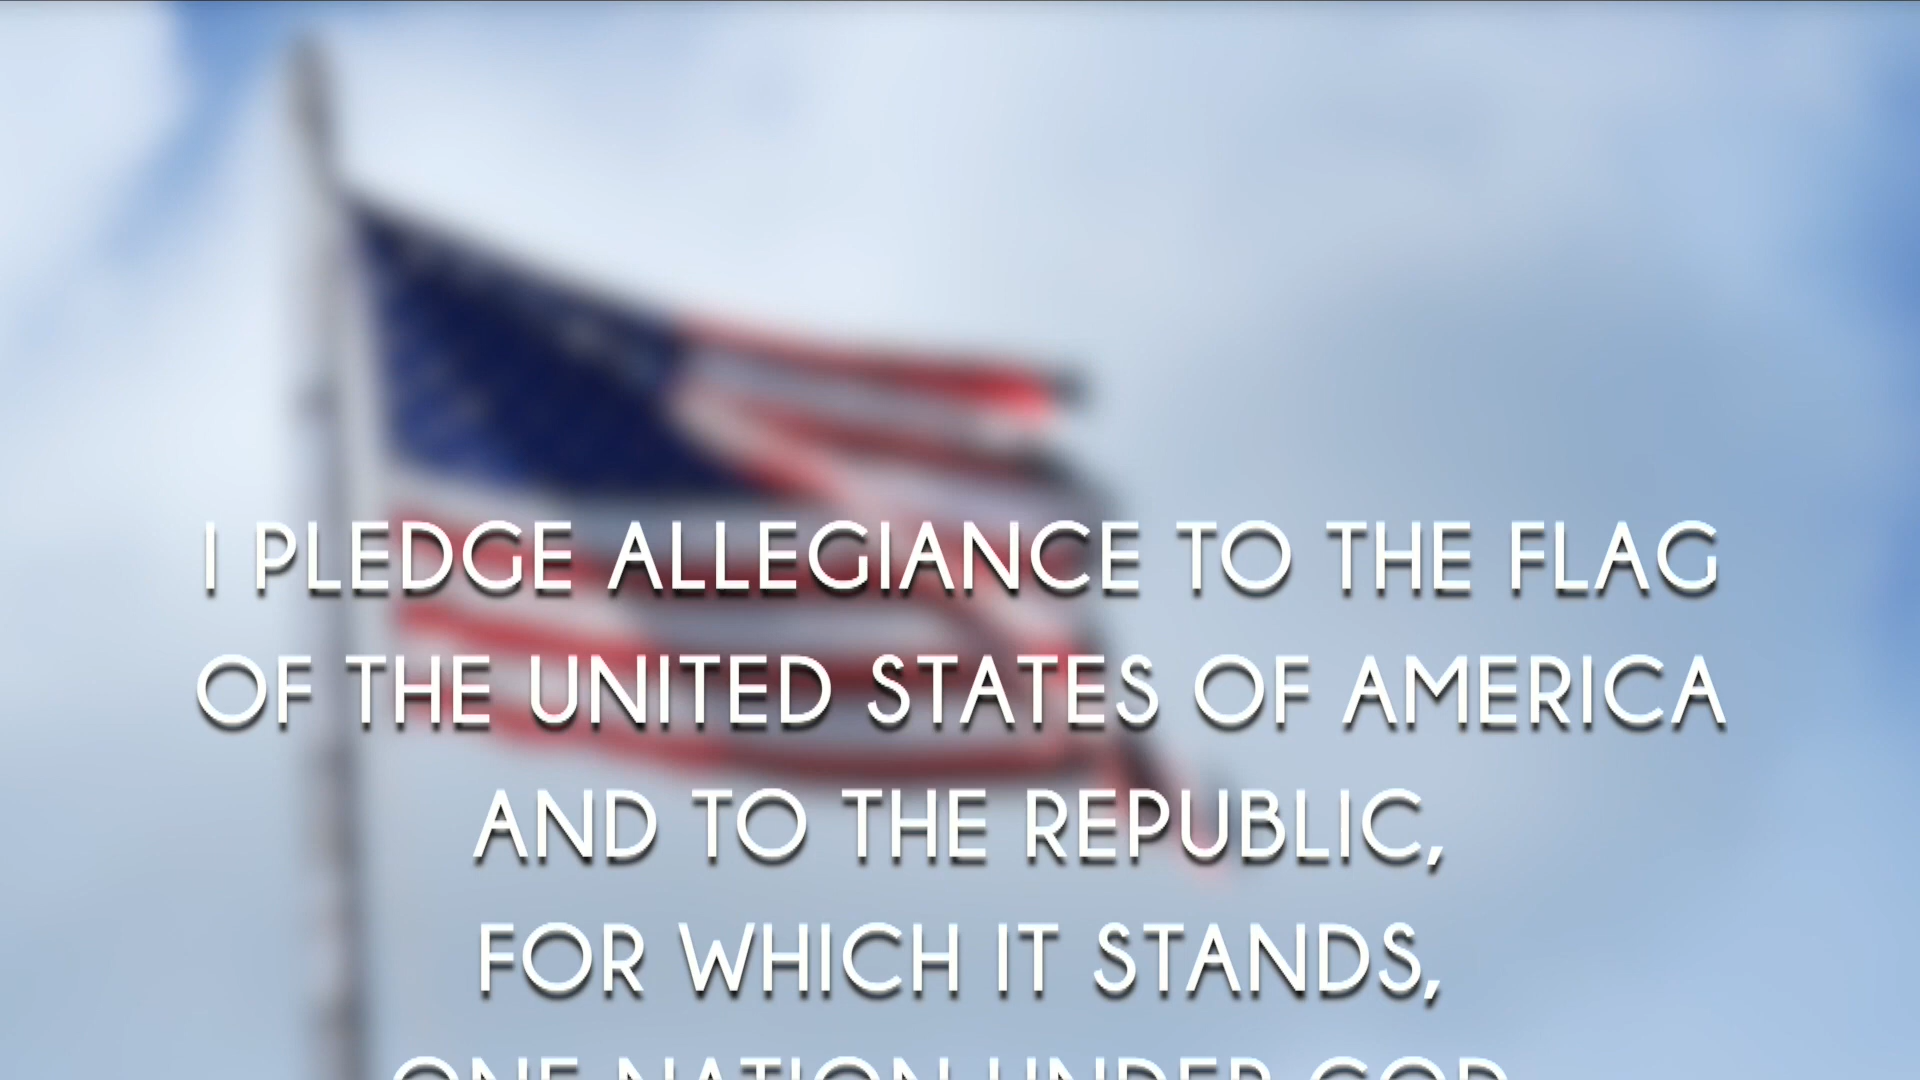 I PLEDGE ALLEGIANCE TO THE FLAG
OF THE UNITED STATES OF AMERICA
AND TO THE REPUBLIC,
FOR WHICH IT STANDS,
ONE NATION UNDER GOD